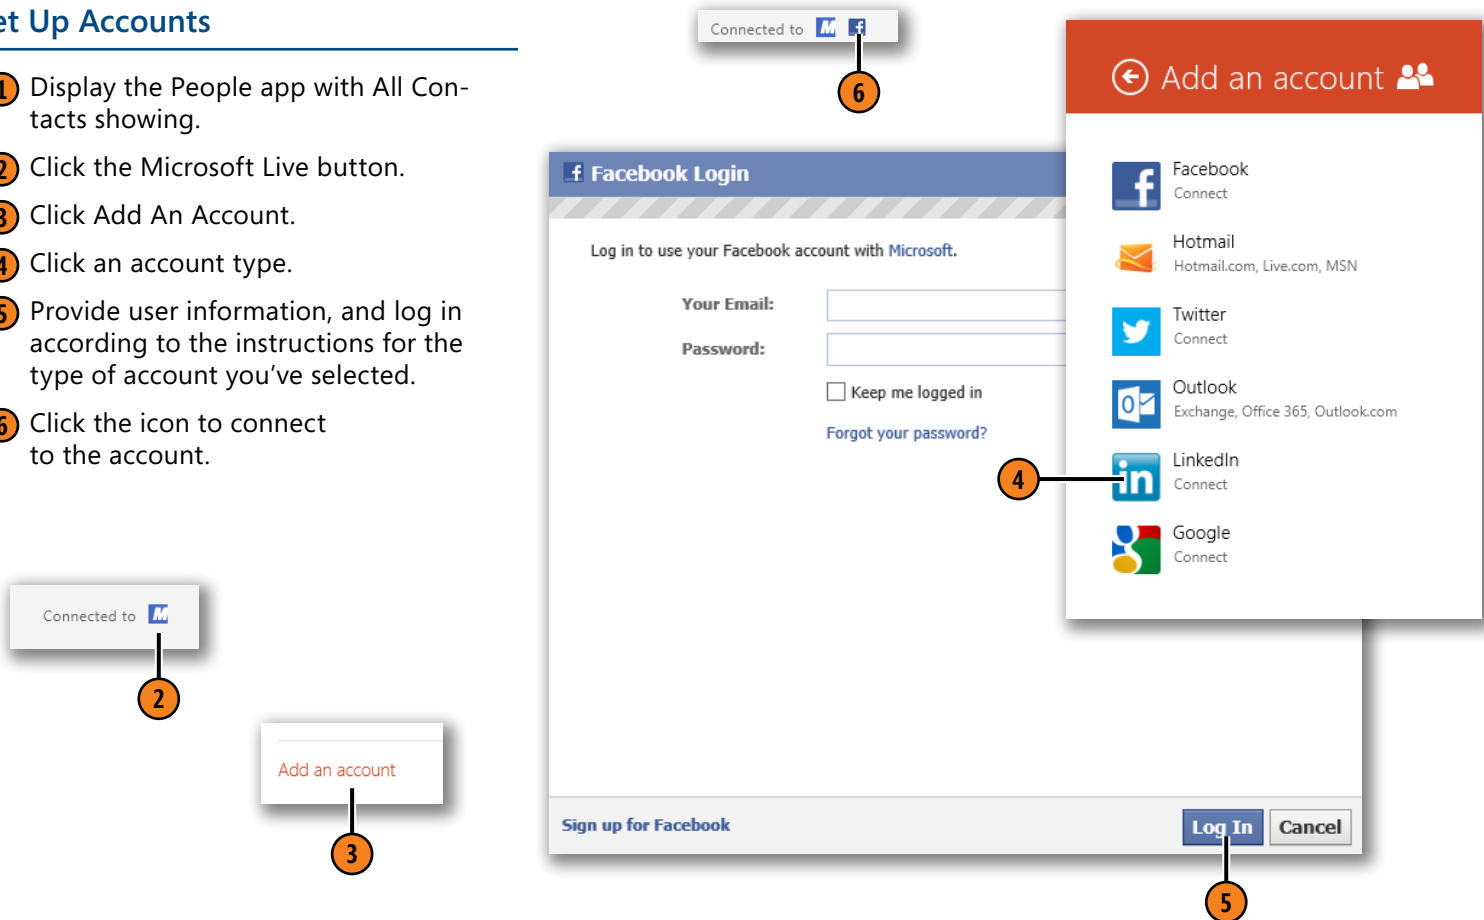 et Up Accounts
1 Display the People app with All Con-
tacts showing.
2 Click the Microsoft Live button.
3 Click Add An Account.
4 Click an account type.
5 Provide user information, and log in
according to the instructions for the
type of account you've selected.
6 Click the icon to connect
to the account.
Connected to M
2
Add an account
3
Connected to M f
6
f Facebook Login
Log in to use your Facebook account with Microsoft.
Your Email:
Password:
Keep me logged in
Forgot your password?
Sign up for Facebook
Log In Cancel
5
Add an account
f Facebook
Connect
Hotmail
Hotmail.com, Live.com, MSN
Twitter
Connect
Outlook
Exchange, Office 365, Outlook.com
4
in LinkedIn
Connect
Google
Connect